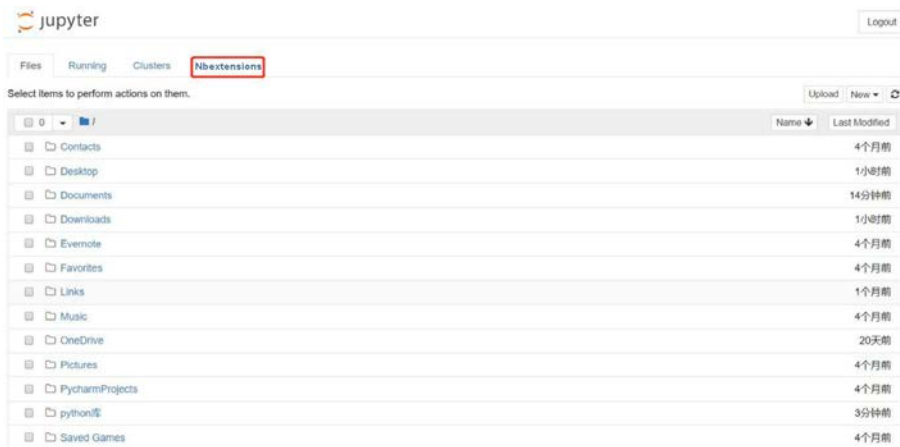 jupyter
Logout
Files Running Clusters Nbextensions
Select items to perform actions on them.
Upload New
0 / Name Last Modified
Contacts 4个月前
Desktop 1小时前
Documents 14分钟前
Downloads 1小时前
Evernote 4个月前
Favorites 4个月前
Links 1个月前
Music 4个月前
OneDrive 20天前
Pictures 4个月前
PycharmProjects 4个月前
python库 3分钟前
Saved Games 4个月前